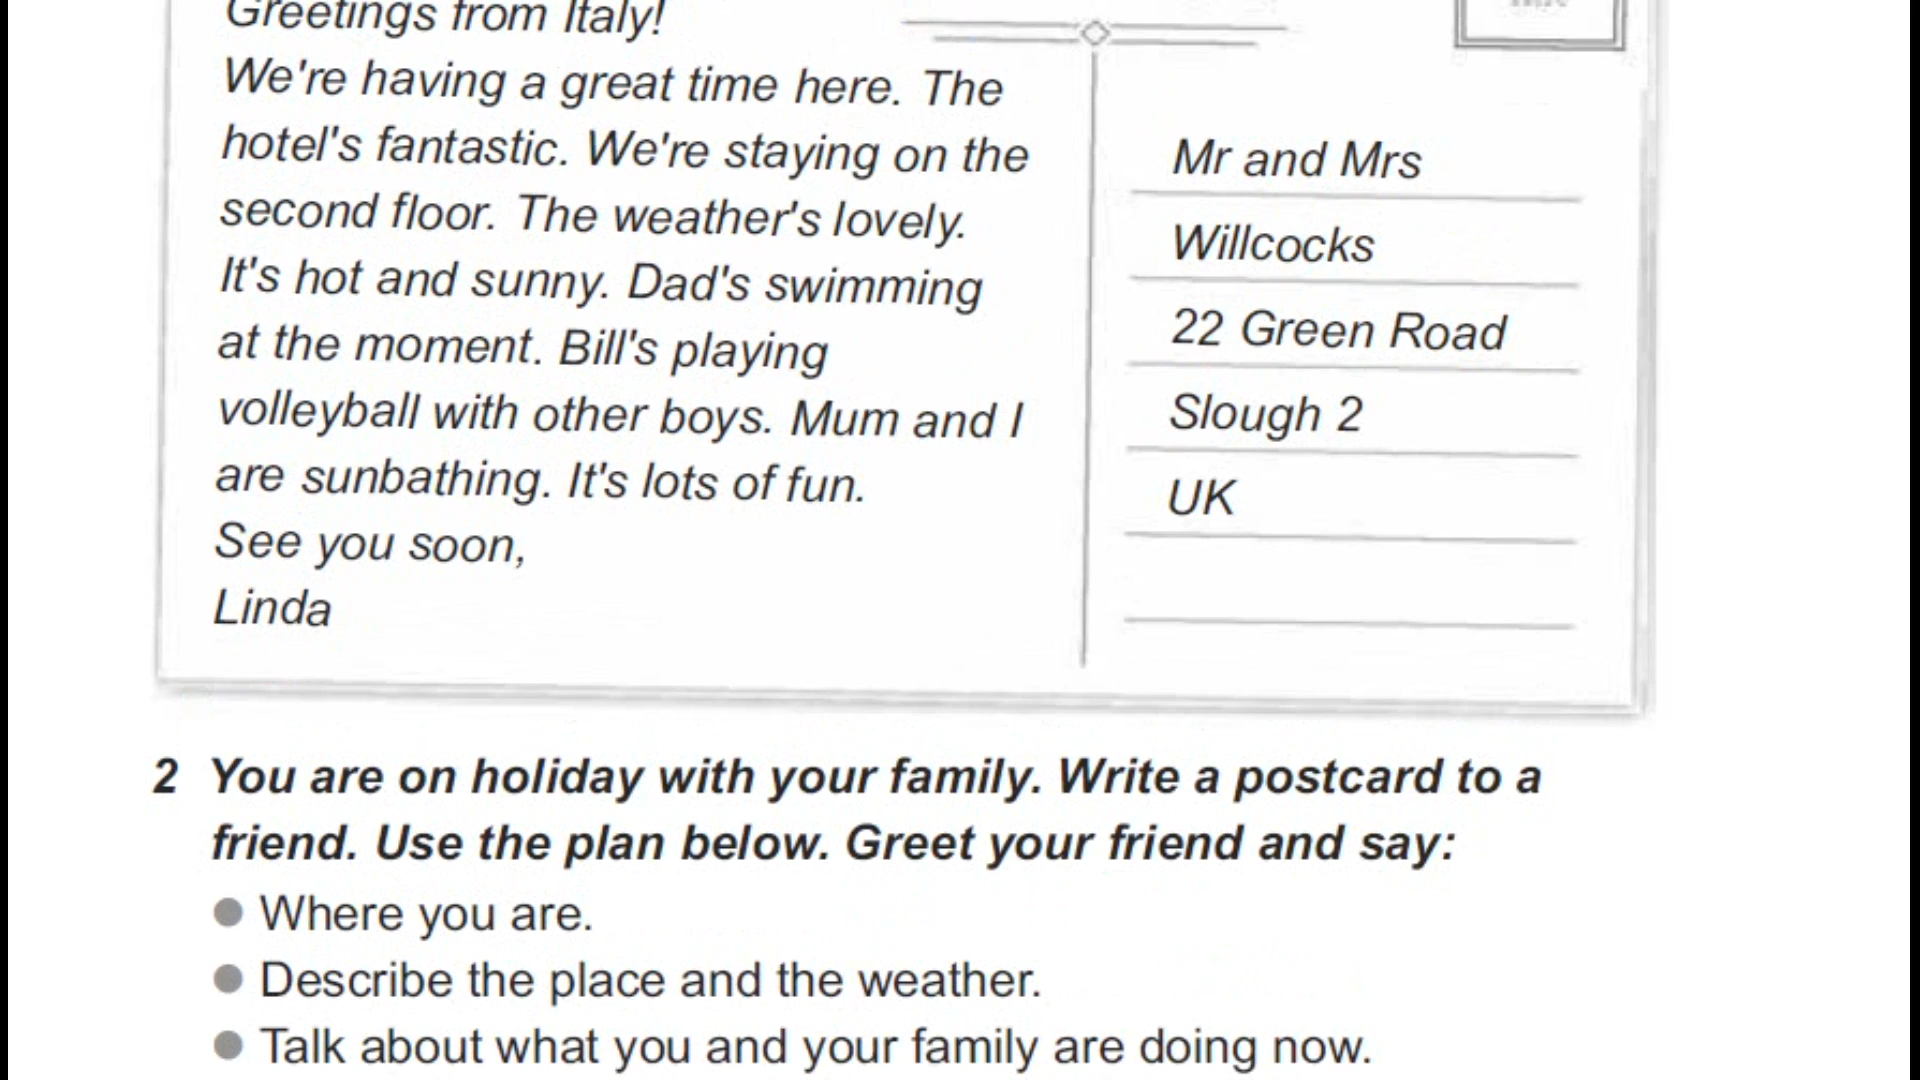 Greetings from Italy!
We're having a great time here. The
hotel's fantastic. We're staying on the
second floor. The weather's lovely.
It's hot and sunny. Dad's swimming
at the moment. Bill's playing
volleyball with other boys. Mum and I
are sunbathing. It's lots of fun.
See you soon,
Linda
Mr and Mrs
Willcocks
22 Green Road
Slough 2
UK
2 You are on holiday with your family. Write a postcard to a
friend. Use the plan below. Greet your friend and say:
● Where you are.
● Describe the place and the weather.
● Talk about what you and your family are doing now.